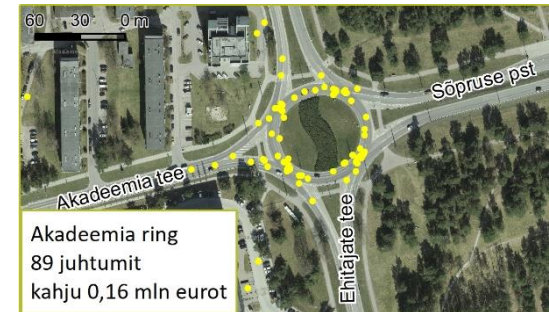 60 30 0 m
Sõpruse pst
Akadeemia tee
Ehitajate tee
Akadeemia ring
89 juhtumit
kahju 0,16 mln eurot